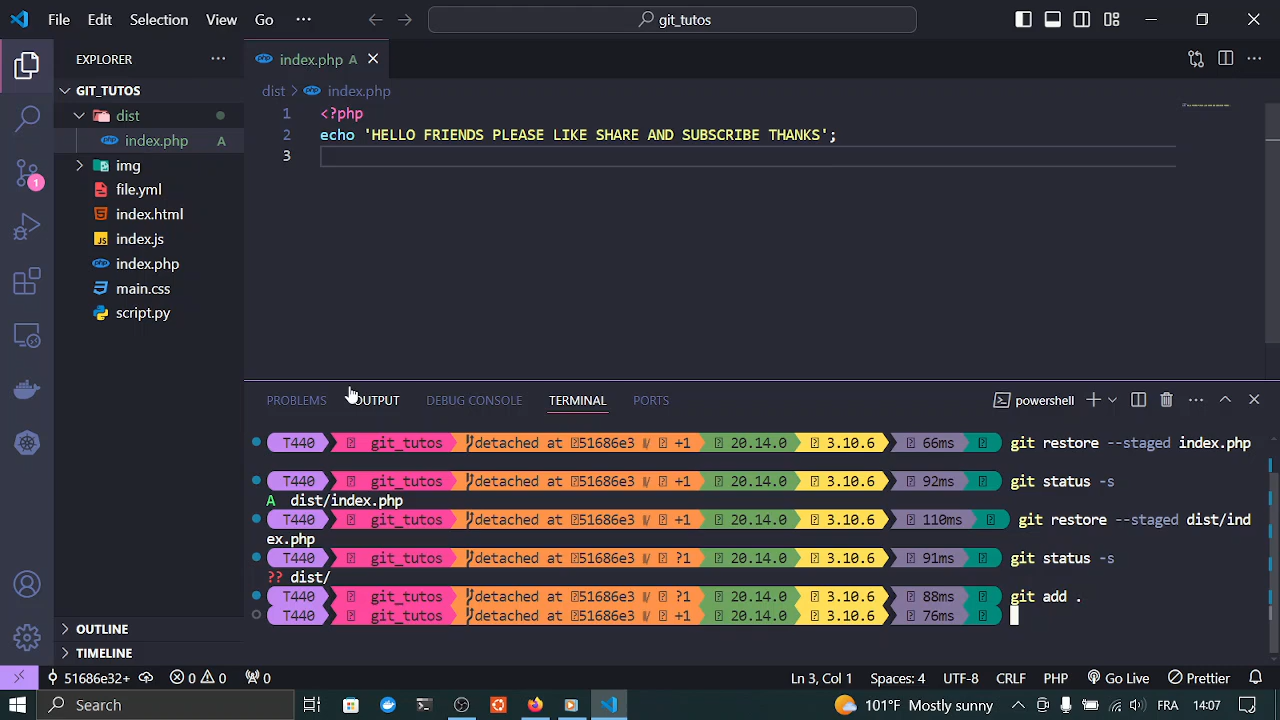 File Edit Selection View Go ··· git_tutos
EXPLORER ···
index.php A
GIT_TUTOS
dist
index.php A
img
file.yml
index.html
index.js
index.php
main.css
script.py
OUTLINE
TIMELINE
1
dist > index.php
1 <?php
2 echo 'HELLO FRIENDS PLEASE LIKE SHARE AND SUBSCRIBE THANKS';
3
PROBLEMS OUTPUT DEBUG CONSOLE TERMINAL PORTS powershell
T440 git_tutos detached at 51686e3 +1 20.14.0 3.10.6 66ms git restore --staged index.php
T440 git_tutos detached at 51686e3 +1 20.14.0 3.10.6 92ms git status -s
A dist/index.php
T440 git_tutos detached at 51686e3 +1 20.14.0 3.10.6 110ms git restore --staged dist/ind
ex.php
T440 git_tutos detached at 51686e3 ?1 20.14.0 3.10.6 91ms git status -s
?? dist/
T440 git_tutos detached at 51686e3 ?1 20.14.0 3.10.6 88ms git add .
T440 git_tutos detached at 51686e3 +1 20.14.0 3.10.6 76ms
51686e32+ 0 0 0 Ln 3, Col 1 Spaces: 4 UTF-8 CRLF PHP Go Live Prettier
Search 101°F Mostly sunny FR 14:07